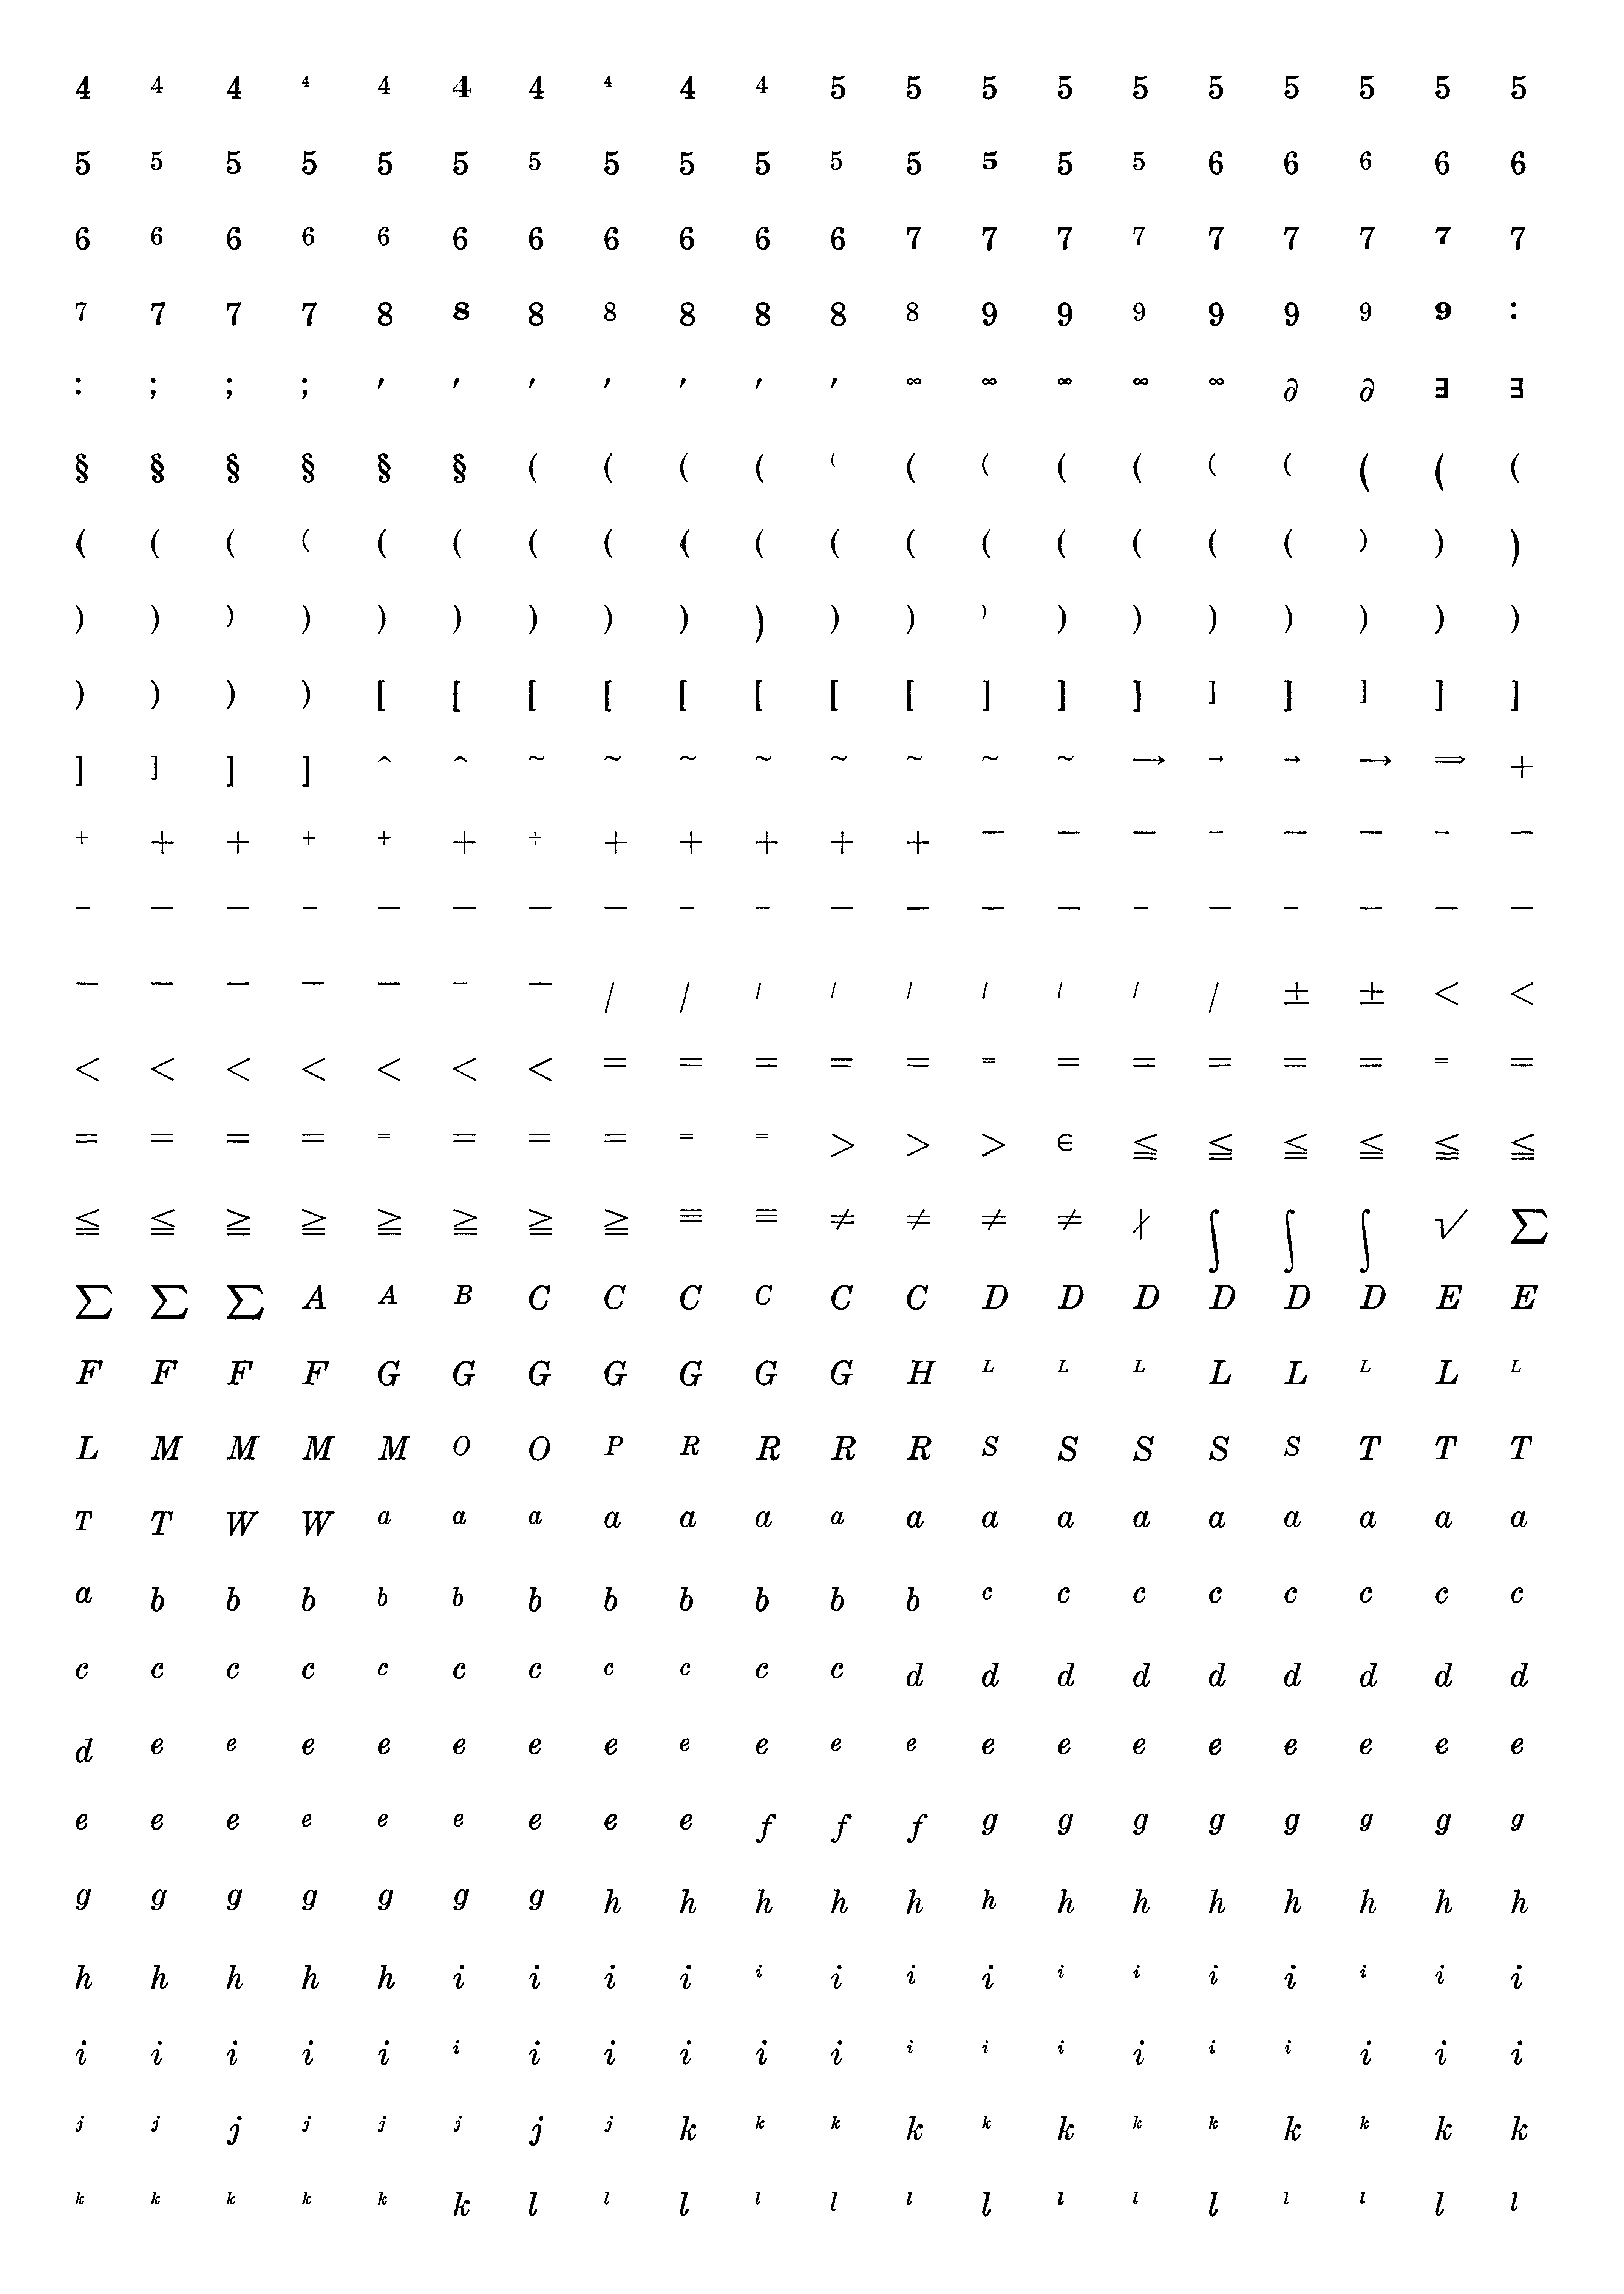 4 4 4 4 4 4 4 4 4 4 5 5 5 5 5 5 5 5 5 5
5 5 5 5 5 5 5 5 5 5 5 5 5 5 5 6 6 6 6 6
6 6 6 6 6 6 6 6 6 6 6 7 7 7 7 7 7 7 7 7
7 7 7 7 8 8 8 8 8 8 8 8 9 9 9 9 9 9 9 :
: ; ; ; ′ ′ ′ ′ ′ ′ ′ ∞ ∞ ∞ ∞ ∞ ∂ ∂ ∃ ∃
§ § § § § § ( ( ( ( ( ( ( ( ( ( ( ( ( (
( ( ( ( ( ( ( ( ( ( ( ( ( ( ( ( ( ) ) )
) ) ) ) ) ) ) ) ) ) ) ) ) ) ) ) ) ) ) )
) ) ) ) [ [ [ [ [ [ [ [ ] ] ] ] ] ] ] ]
] ] ] ] ^ ^ ~ ~ ~ ~ ~ ~ ~ ~ → → → → ⇒ +
+ + + + + + + + + + + + − − − − − − − −
− − − − − − − − − − − − − − − − − − − −
− − − − − − − / / / / / / / / / ± ± < <
< < < < < < < = = = = = = = = = = = = =
= = = = = = = = = = > > > ∈ ≦ ≦ ≦ ≦ ≦ ≦
≦ ≦ ≧ ≧ ≧ ≧ ≧ ≧ ≡ ≡ ≠ ≠ ≠ ≠ ∤ ∫ ∫ ∫ √ ∑
∑ ∑ ∑ A A B C C C C C C D D D D D D E E
F F F F G G G G G G G H L L L L L L L L
L M M M M O O P R R R R S S S S S T T T
T T W W a a a a a a a a a a a a a a a a
a b b b b b b b b b b b c c c c c c c c
c c c c c c c c c c c d d d d d d d d d
d e e e e e e e e e e e e e e e e e e e
e e e e e e e e e f f f g g g g g g g g
g g g g g g g h h h h h h h h h h h h h
h h h h h i i i i i i i i i i i i i i i
i i i i i i i i i i i i i i i i i i i i
j j j j j j j j k k k k k k k k k k k k
k k k k k k l l l l l l l l l l l l l l